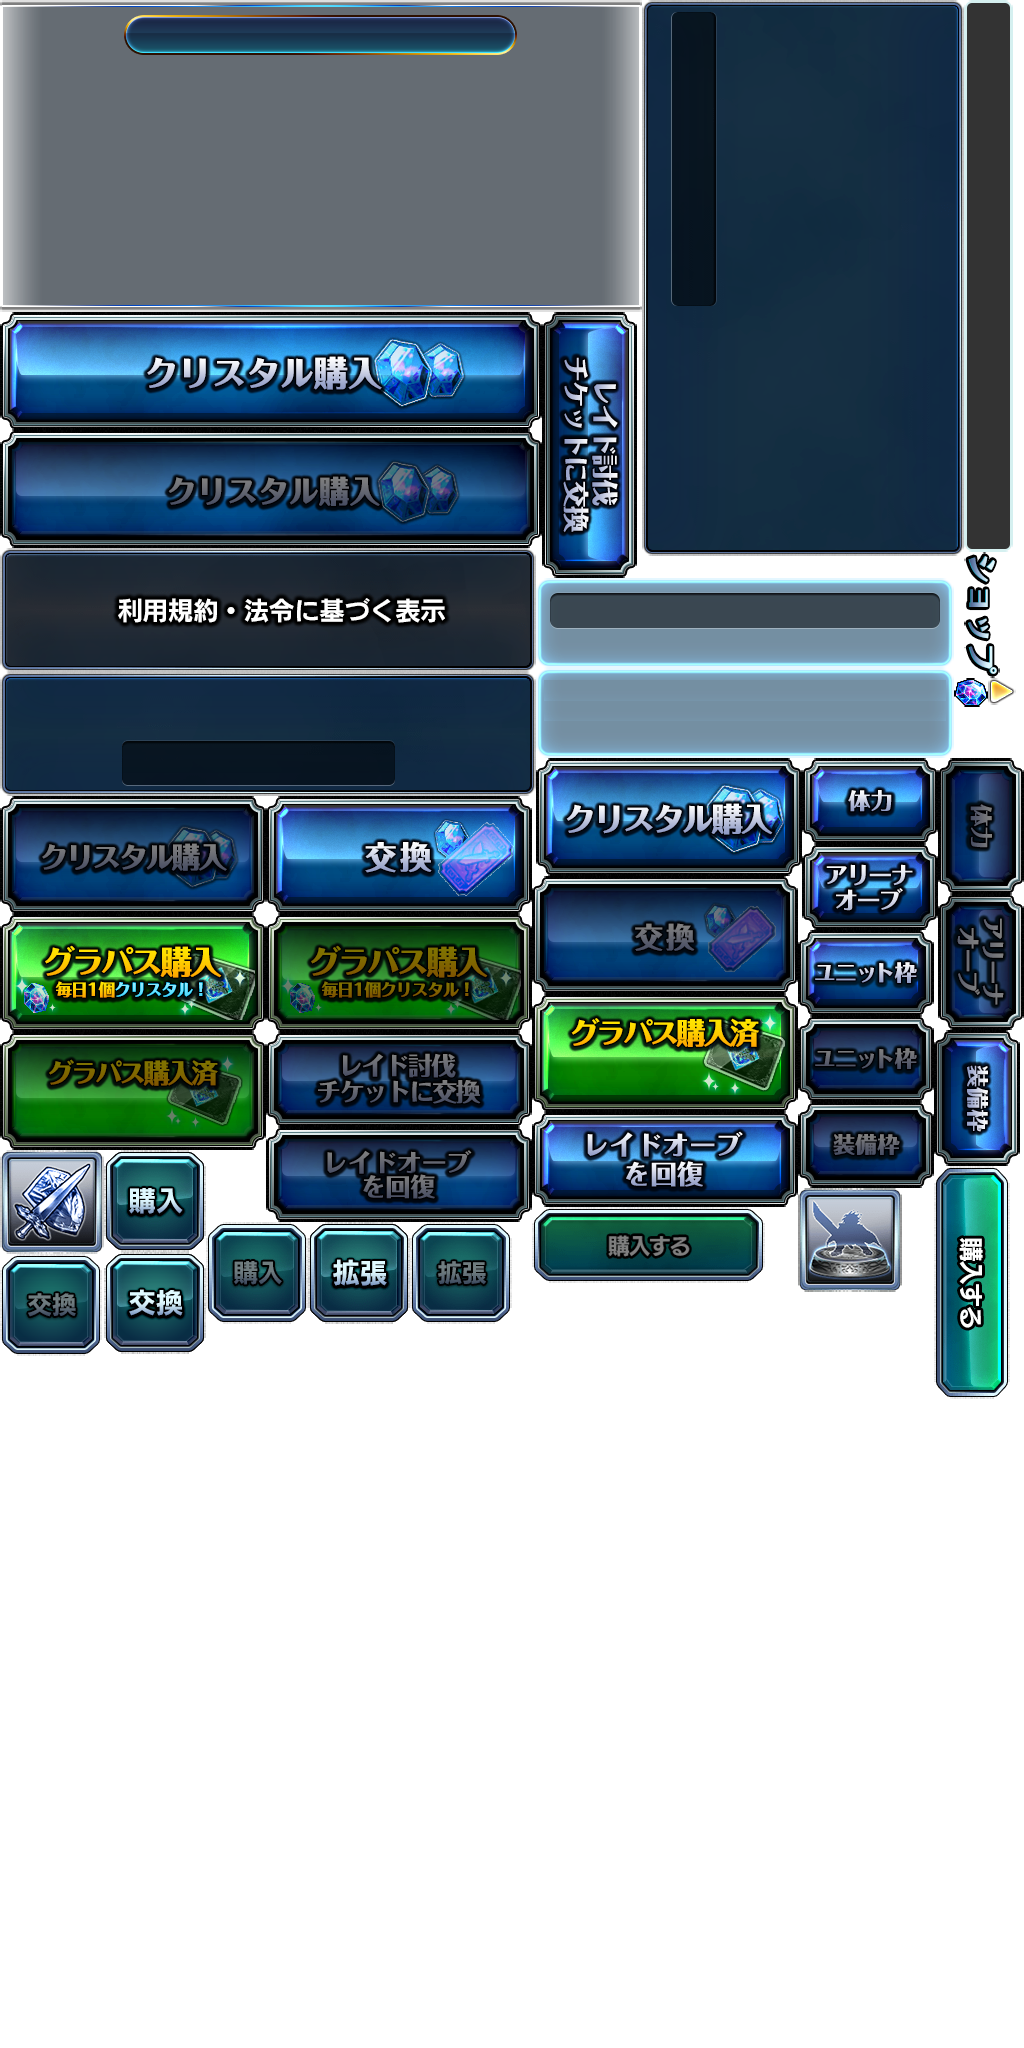 クリスタル購入
レイド討伐
チケットに交換
クリスタル購入
利用規約・法令に基づく表示
ショップ
クリスタル購入
体力
体力
クリスタル購入
交換
アリーナ
オーブ
交換
アリーナ
オーブ
グラパス購入
毎日1個クリスタル！
グラパス購入
毎日1個クリスタル！
ユニット枠
グラパス購入済
ユニット枠
グラパス購入済
レイド討伐
チケットに交換
装備枠
レイドオーブ
を回復
装備枠
レイドオーブ
を回復
購入
購入する
購入する
購入
拡張
拡張
交換
交換